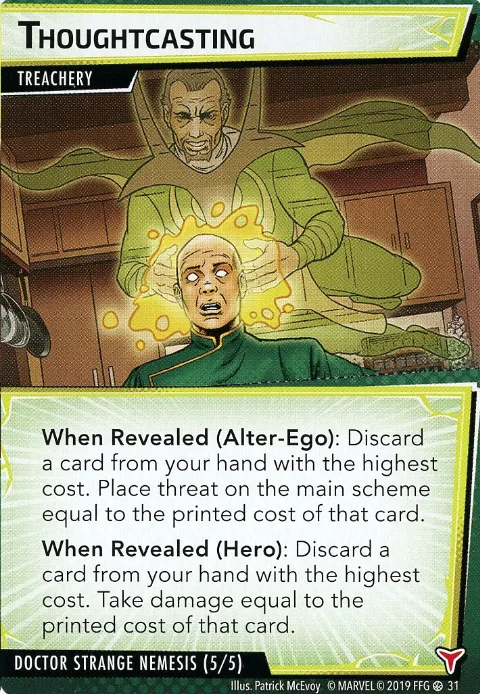 THOUGHTCASTING
TREACHERY
When Revealed (Alter-Ego): Discard
a card from your hand with the highest
cost. Place threat on the main scheme
equal to the printed cost of that card.
When Revealed (Hero): Discard a
card from your hand with the highest
cost. Take damage equal to the
printed cost of that card.
DOCTOR STRANGE NEMESIS (5/5)
Illus. Patrick McEvoy © MARVEL © 2019 FFG 31